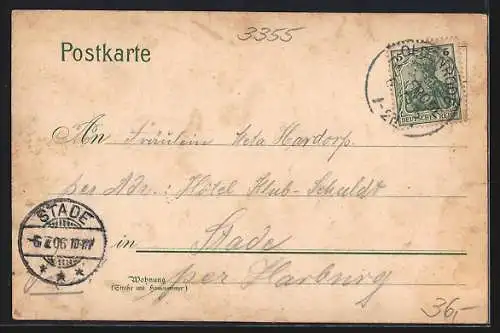 3355
Postkarte
DEUTSCHES REICH
An Fräulein Meta Hardorp.
per Adr.: Hôtel Klub-Schuldt
STADE
6.7.06 10-11V
in Stade
Wohnung
(Straße und Hausnummer)
per Harburg
36,-